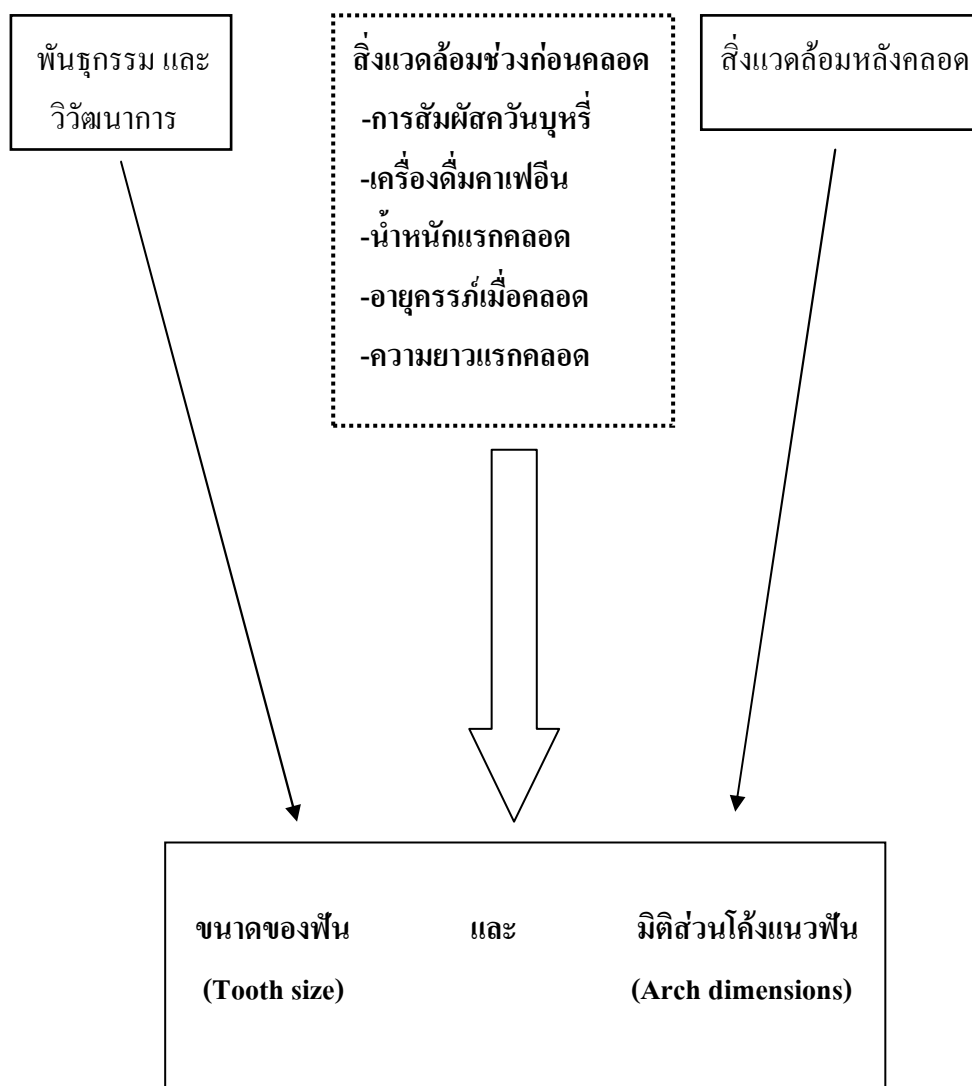 พันธุกรรม และ
วิวัฒนาการ
สิ่งแวดล้อมช่วงก่อนคลอด
-การสัมผัสควันบุหรี่
-เครื่องดื่มคาเฟอีน
-น้ำหนักแรกคลอด
-อายุครรภ์เมื่อคลอด
-ความยาวแรกคลอด
สิ่งแวดล้อมหลังคลอด
ขนาดของฟัน และ มิติส่วนโค้งแนวฟัน
(Tooth size) (Arch dimensions)